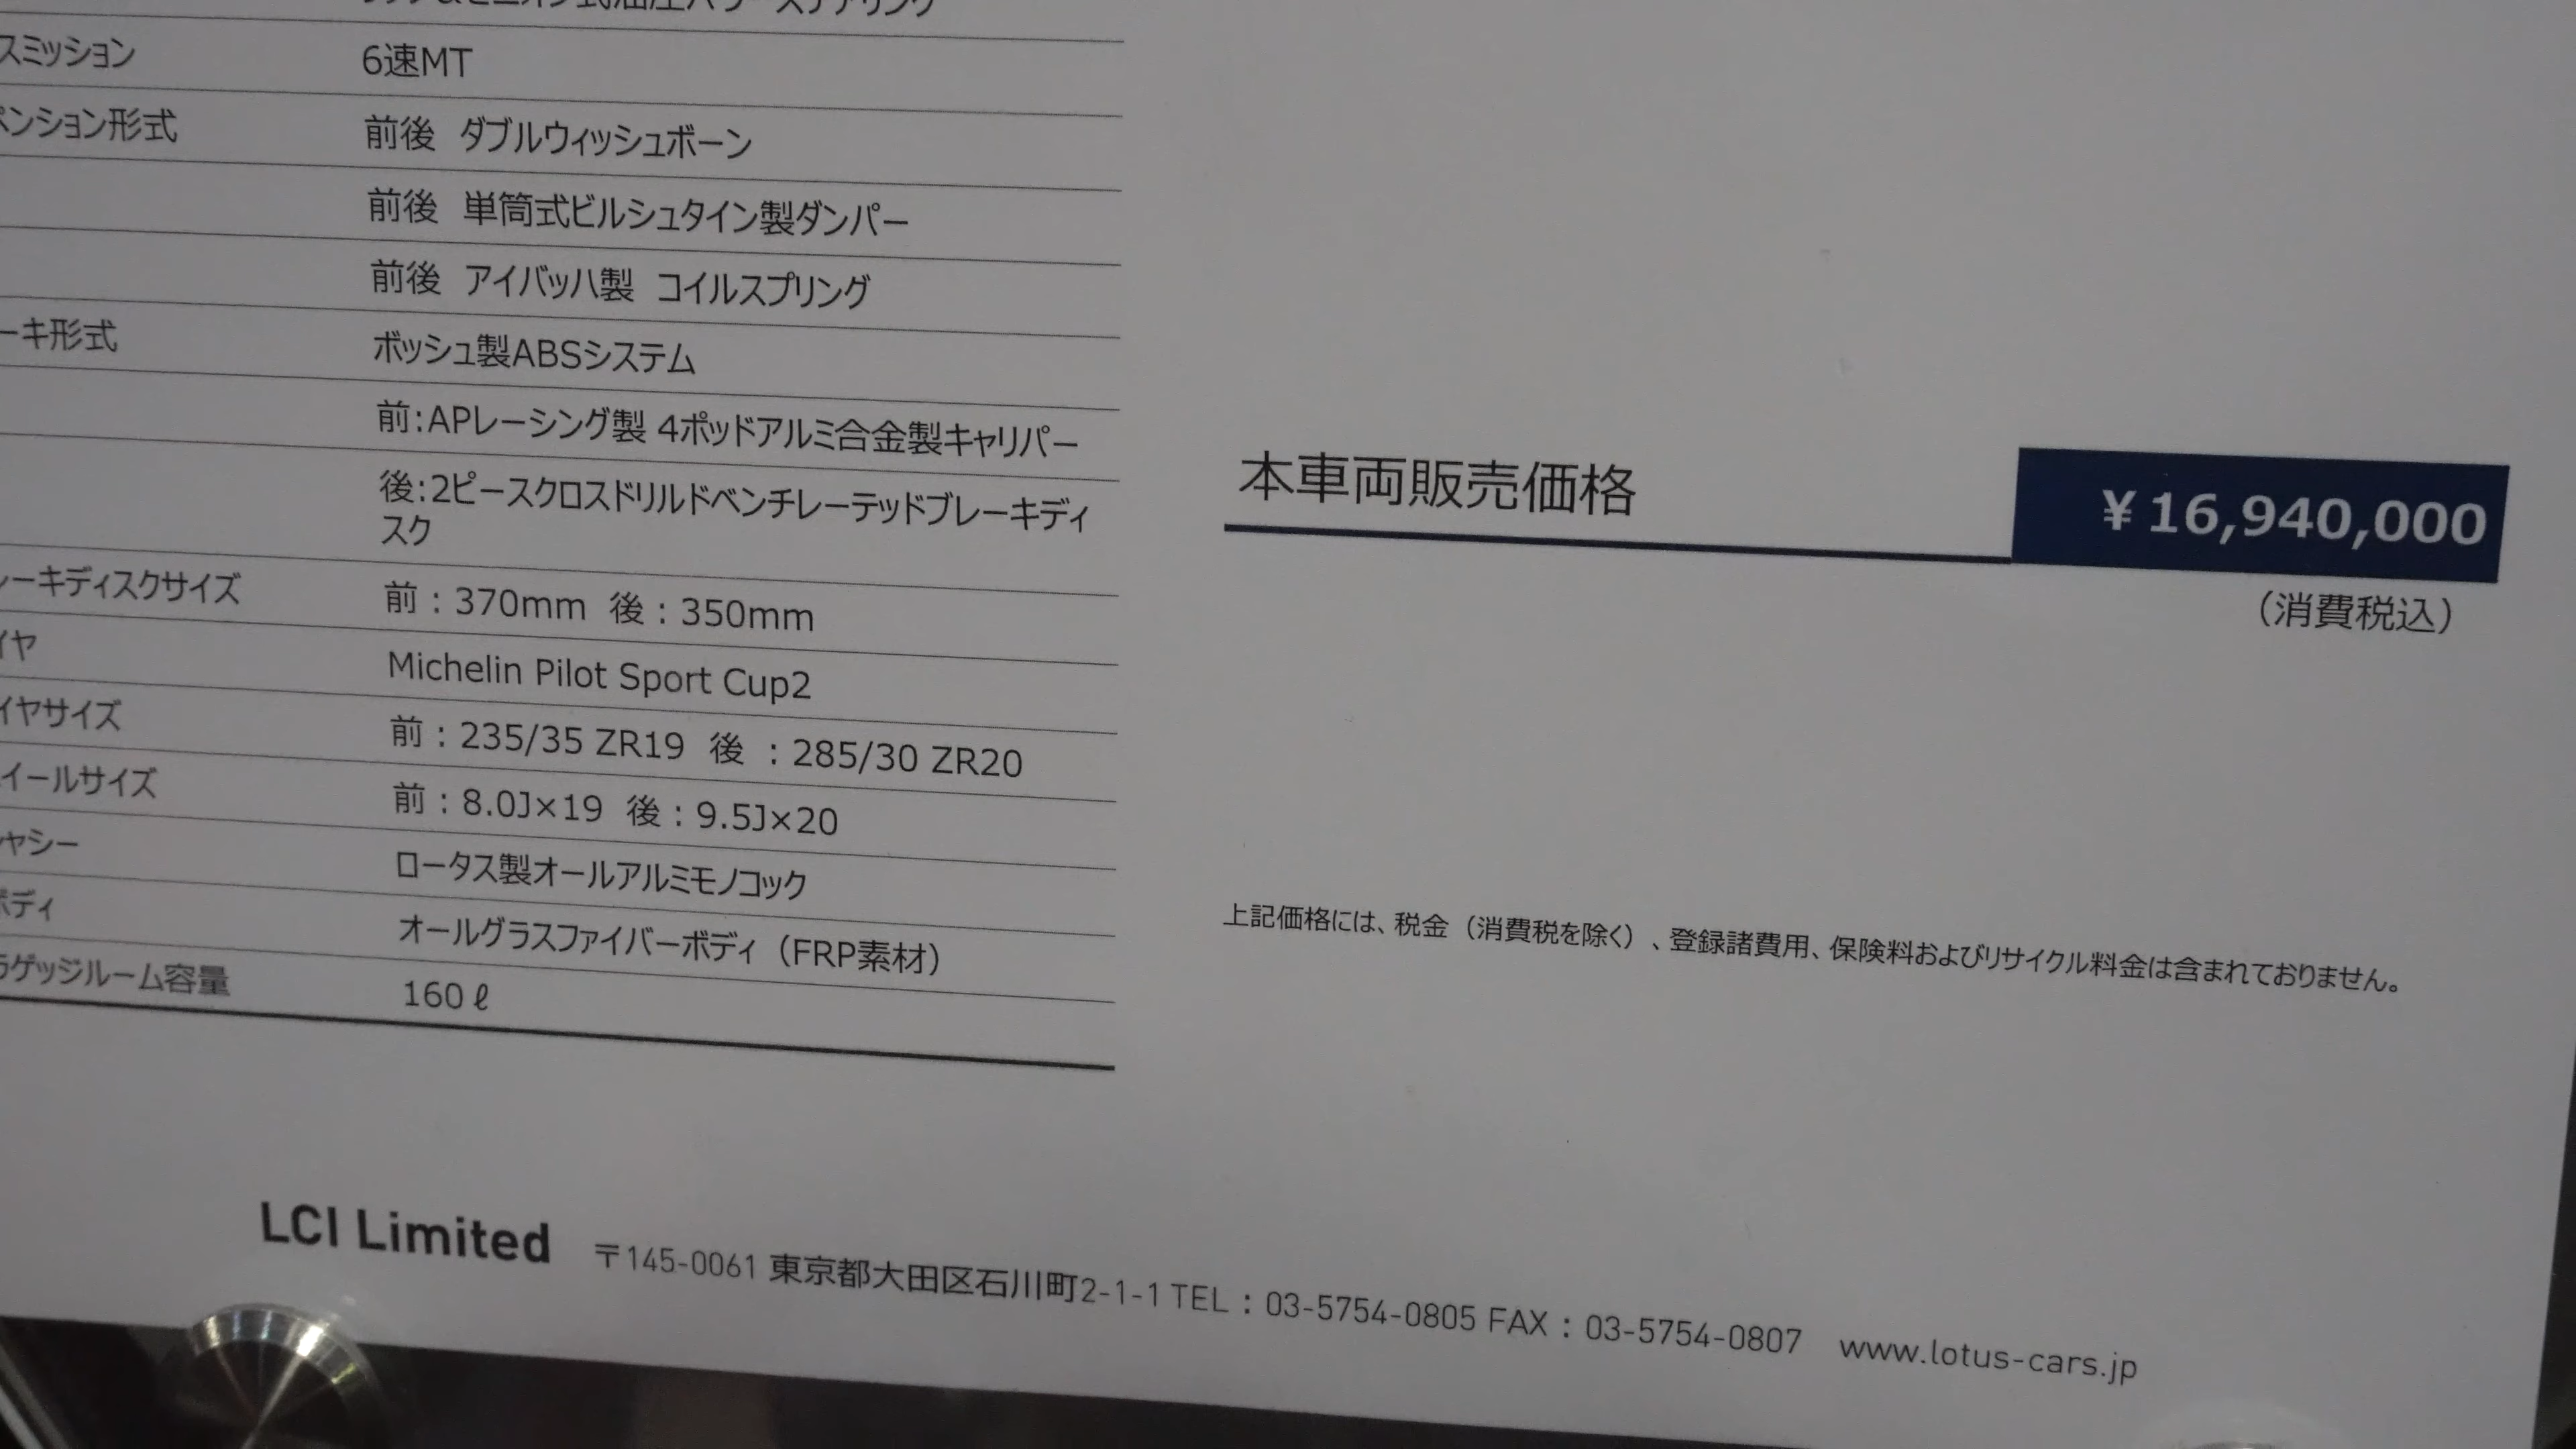 スミッション 6速MT
ペンション形式 前後 ダブルウィッシュボーン
前後 単筒式ビルシュタイン製ダンパー
前後 アイバッハ製 コイルスプリング
ーキ形式 ボッシュ製ABSシステム
前:APレーシング製 4ポッドアルミ合金製キャリパー
後:2ピースクロスドリルドベンチレーテッドブレーキディ
スク
レーキディスクサイズ 前：370mm 後：350mm
イヤ Michelin Pilot Sport Cup2
イヤサイズ 前：235/35 ZR19 後 ：285/30 ZR20
イールサイズ 前：8.0J×19 後：9.5J×20
ャシー ロータス製オールアルミモノコック
ボディ オールグラスファイバーボディ（FRP素材）
ラゲッジルーム容量 160ℓ
本車両販売価格 ¥16,940,000
（消費税込）
上記価格には、税金（消費税を除く）、登録諸費用、保険料およびリサイクル料金は含まれておりません。
LCI Limited 〒145-0061 東京都大田区石川町2-1-1 TEL：03-5754-0805 FAX：03-5754-0807 www.lotus-cars.jp